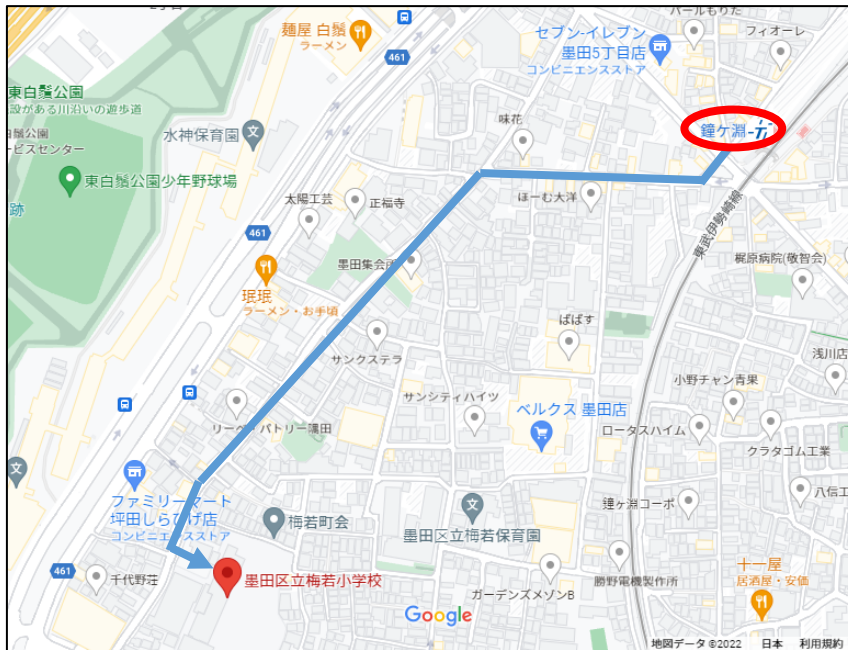 麺屋 白鬚
ラーメン
461
セブン-イレブン
墨田5丁目店
コンビニエンスストア
パールもりた
フィオーレ
東白鬚公園
設がある川沿いの遊歩道
白鬚公園
ービスセンター
水神保育園
味花
鐘ケ淵
東白鬚公園少年野球場
跡
太陽工芸
正福寺
ほーむ大洋
461
東武伊勢崎線
墨田集会所
梶原病院(敬智会)
珉珉
ラーメン・お手頃
ぱぱす
サンクステラ
浅川店
小野チャン青果
サンシティハイツ
ベルクス 墨田店
リーベ
バトリー隅田
ロータスハイム
クラタゴム工業
ファミリーマート
坪田しらひげ店
コンビニエンスストア
梅若町会
墨田区立梅若保育園
鐘ヶ淵コーポ
八信工
461
千代野荘
墨田区立梅若小学校
ガーデンズメゾンB
勝野電機製作所
十一屋
居酒屋・安価
Google
地図データ ©2022 日本 利用規約